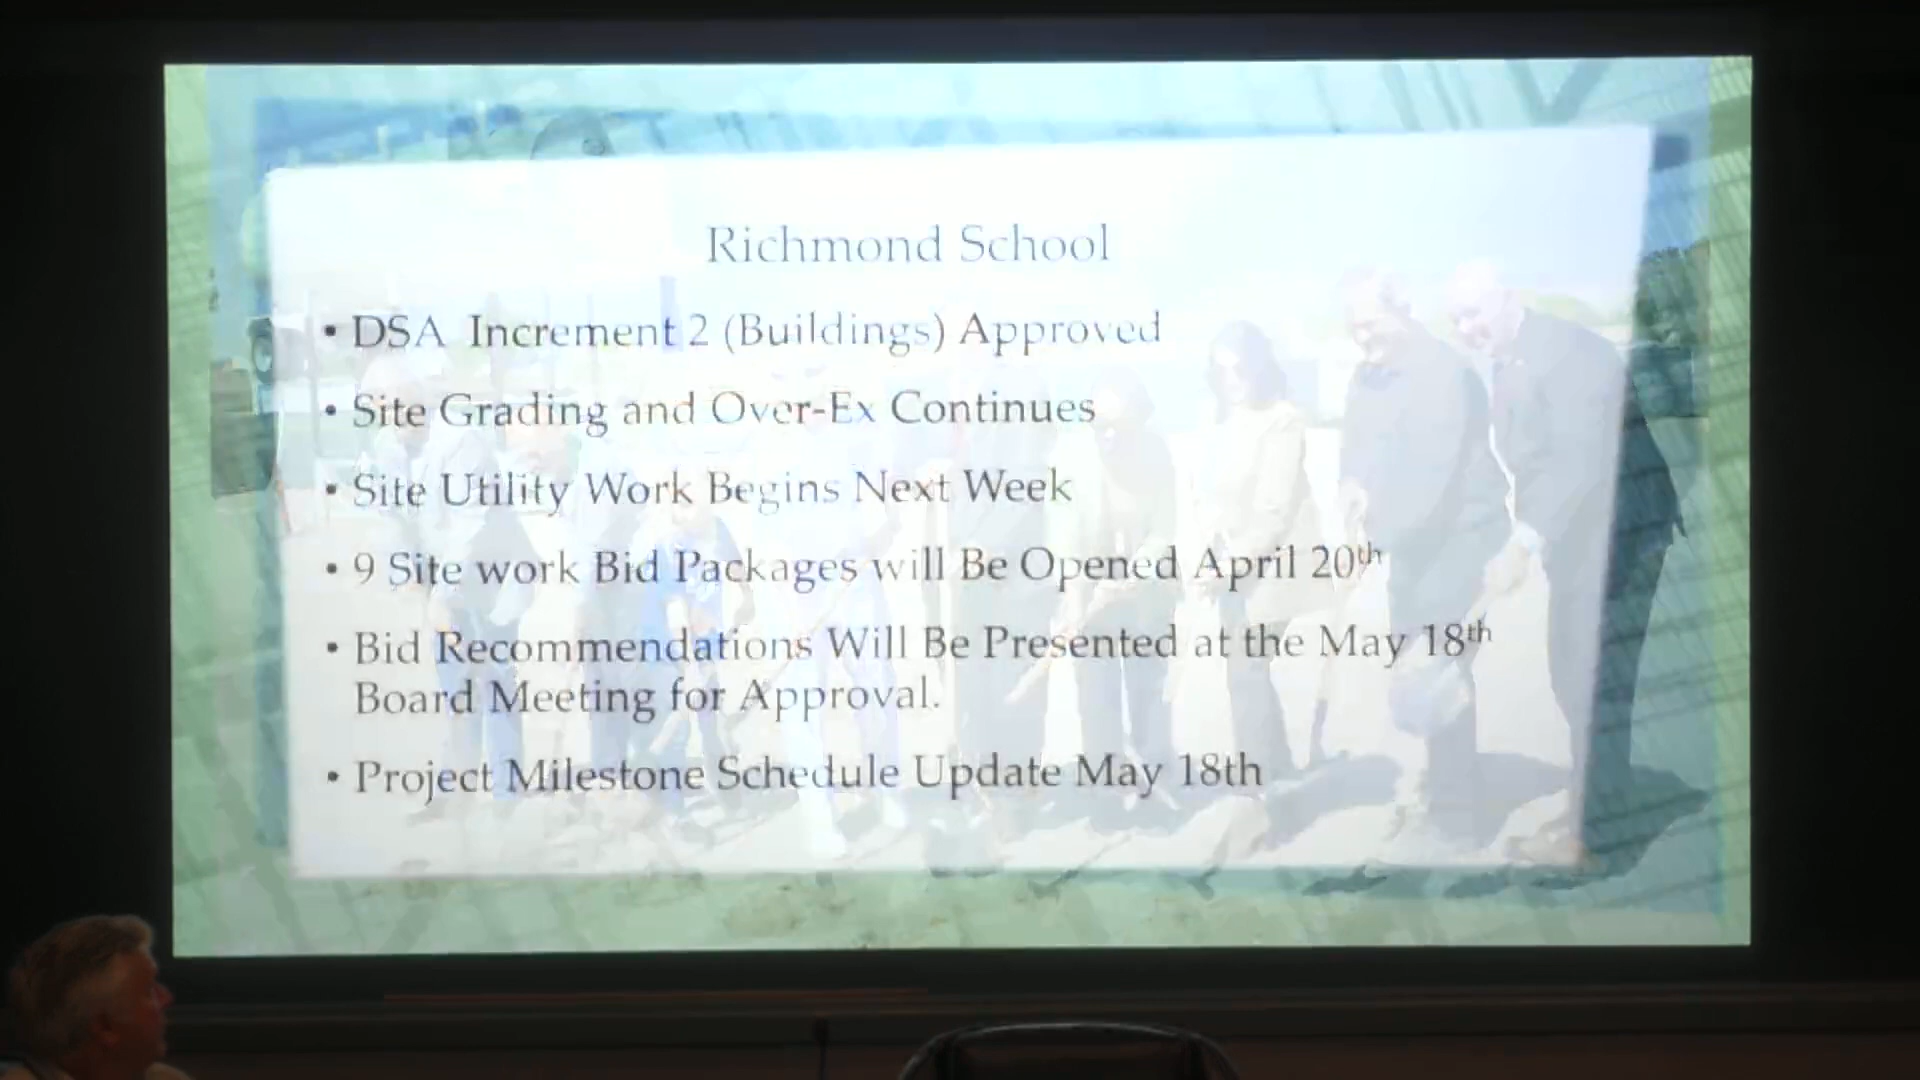 Richmond School
• DSA Increment 2 (Buildings) Approved
• Site Grading and Over-Ex Continues
• Site Utility Work Begins Next Week
• 9 Site work Bid Packages will Be Opened April 20th
• Bid Recommendations Will Be Presented at the May 18th
Board Meeting for Approval.
• Project Milestone Schedule Update May 18th